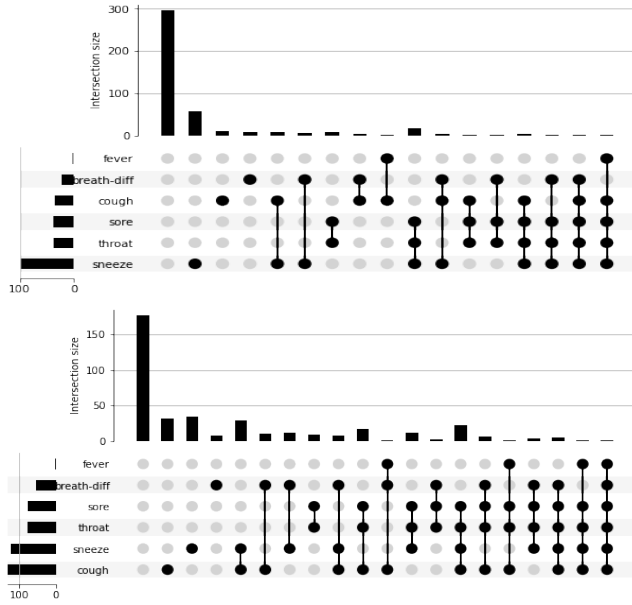 300
200
100
0
Intersection size
fever
breath-diff
cough
sore
throat
sneeze
100 0
150
100
50
0
Intersection size
fever
breath-diff
sore
throat
sneeze
cough
100 0